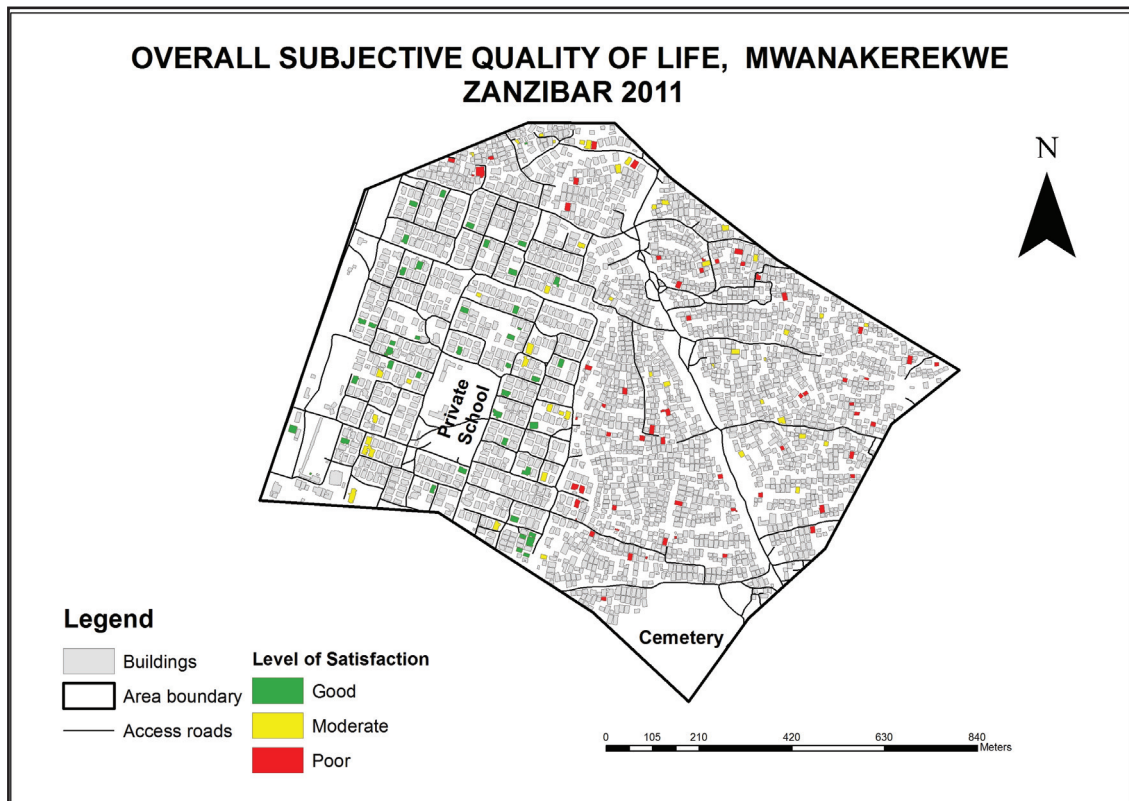 OVERALL SUBJECTIVE QUALITY OF LIFE, MWANAKEREKWE
ZANZIBAR 2011
N
Private
School
Cemetery
Legend
Buildings
Area boundary
Access roads
Level of Satisfaction
Good
Moderate
Poor
0 105 210 420 630 840
Meters